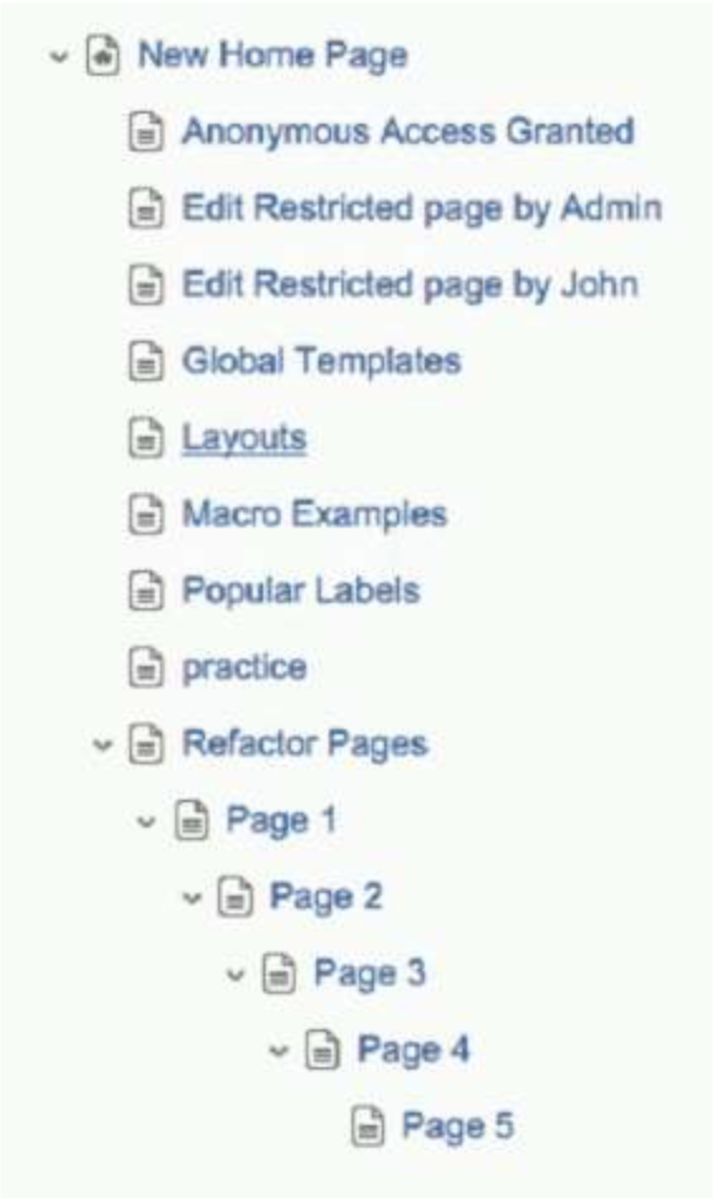 New Home Page
Anonymous Access Granted
Edit Restricted page by Admin
Edit Restricted page by John
Global Templates
Layouts
Macro Examples
Popular Labels
practice
Refactor Pages
Page 1
Page 2
Page 3
Page 4
Page 5